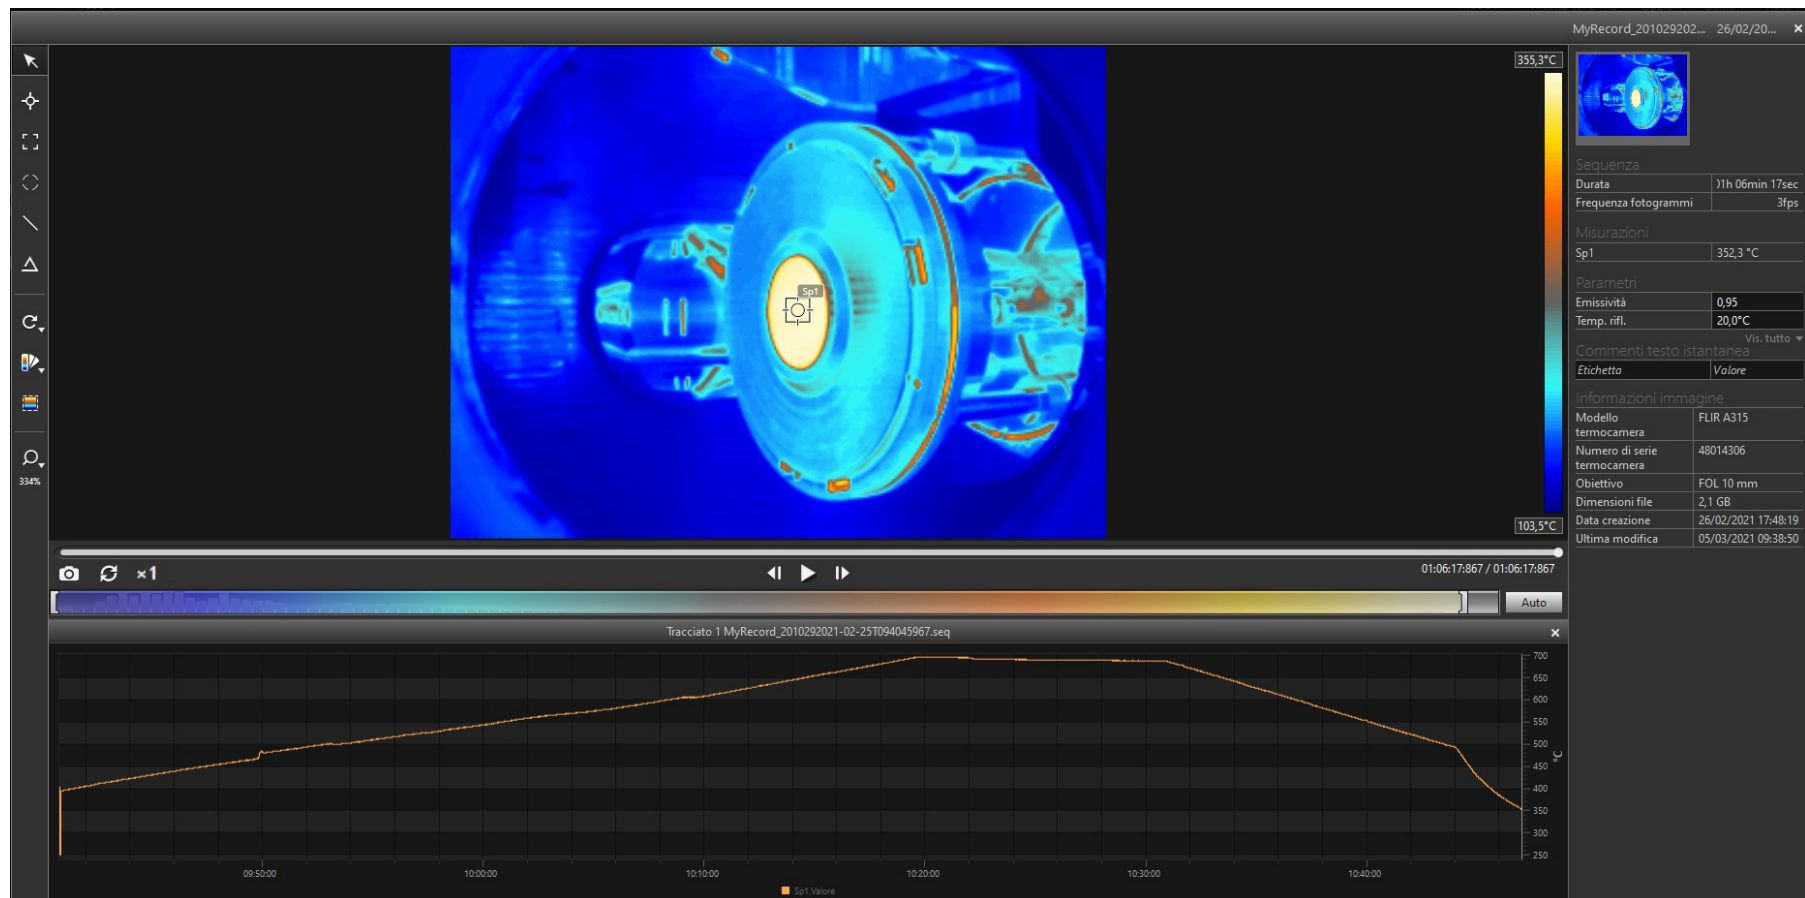 MyRecord_201029202... 26/02/20...
355,3°C
Sp1
103,5°C
334%
Sequenza
Durata )1h 06min 17sec
Frequenza fotogrammi 3fps
Misurazioni
Sp1 352,3 °C
Parametri
Emissività 0,95
Temp. rifl. 20,0°C
Vis. tutto
Commenti testo istantanea
Etichetta Valore
Informazioni immagine
Modello termocamera FLIR A315
Numero di serie termocamera 48014306
Obiettivo FOL 10 mm
Dimensioni file 2,1 GB
Data creazione 26/02/2021 17:48:19
Ultima modifica 05/03/2021 09:38:50
×1
01:06:17:867 / 01:06:17:867
Auto
Tracciato 1 MyRecord_2010292021-02-25T094045967.seq
700
650
600
550
500
450
400
350
300
250
°C
09:50:00 10:00:00 10:10:00 10:20:00 10:30:00 10:40:00
Sp1.Valore